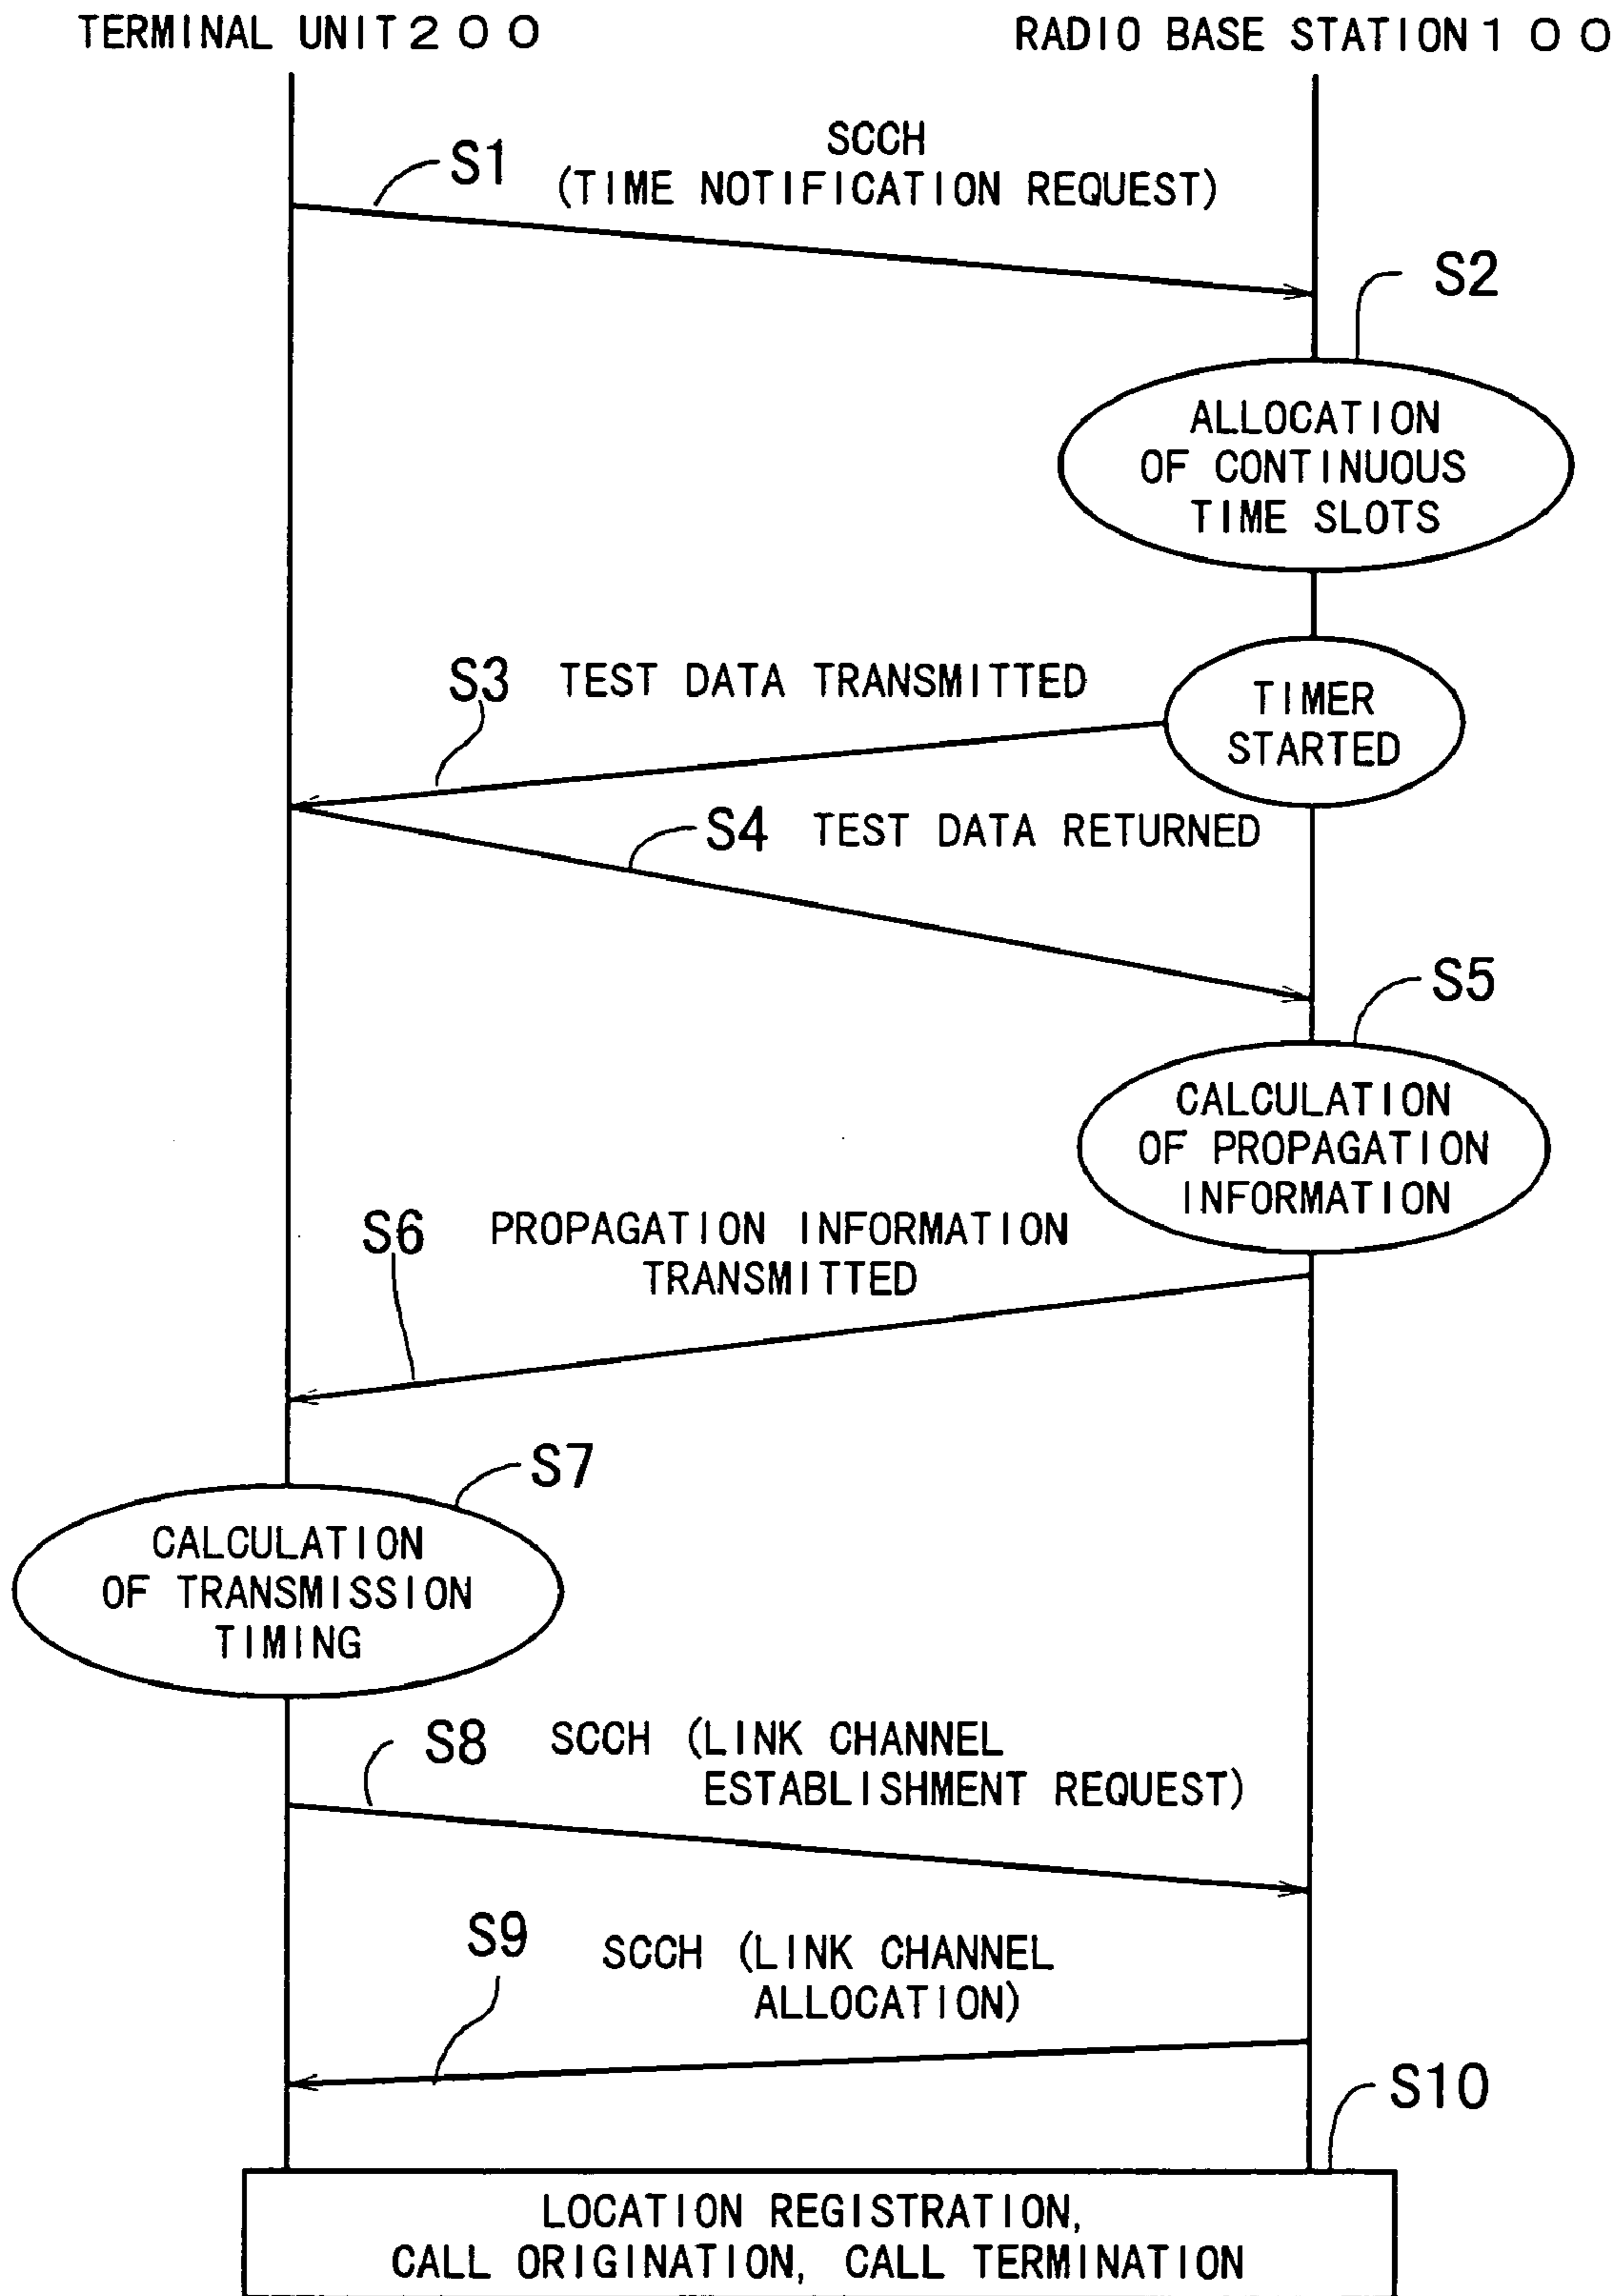 TERMINAL UNIT２００
RADIO BASE STATION１００
S1
SCCH
(TIME NOTIFICATION REQUEST)
S2
ALLOCATION
OF CONTINUOUS
TIME SLOTS
S3 TEST DATA TRANSMITTED
TIMER
STARTED
S4 TEST DATA RETURNED
S5
CALCULATION
OF PROPAGATION
INFORMATION
S6 PROPAGATION INFORMATION
TRANSMITTED
S7
CALCULATION
OF TRANSMISSION
TIMING
S8 SCCH (LINK CHANNEL
ESTABLISHMENT REQUEST)
S9 SCCH (LINK CHANNEL
ALLOCATION)
S10
LOCATION REGISTRATION,
CALL ORIGINATION, CALL TERMINATION